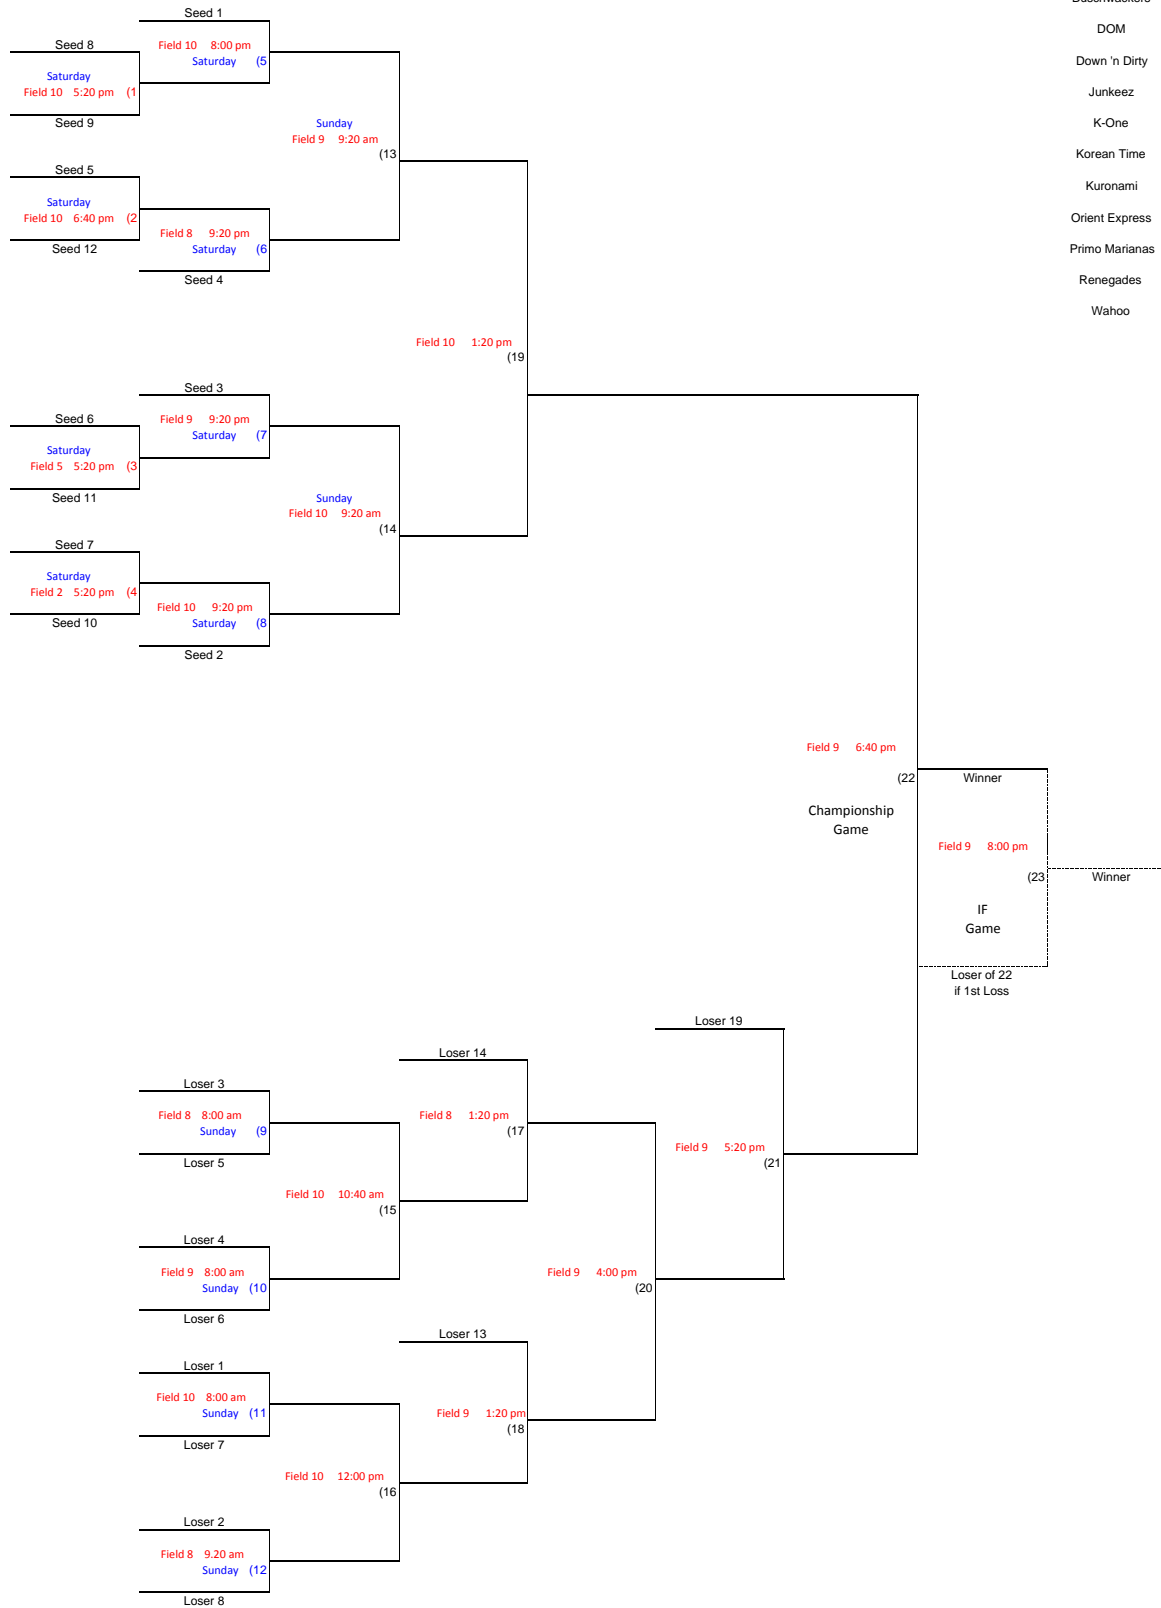 DOM
Down 'n Dirty
Junkeez
K-One
Korean Time
Kuronami
Orient Express
Primo Marianas
Renegades
Wahoo
Seed 1
Field 10 8:00 pm
Saturday (5
Seed 8
Saturday
Field 10 5:20 pm (1
Seed 9
Sunday
Field 9 9:20 am
(13
Seed 5
Saturday
Field 10 6:40 pm (2
Seed 12
Field 8 9:20 pm
Saturday (6
Seed 4
Field 10 1:20 pm
(19
Seed 3
Field 9 9:20 pm
Saturday (7
Seed 6
Saturday
Field 5 5:20 pm (3
Seed 11
Sunday
Field 10 9:20 am
(14
Seed 7
Saturday
Field 2 5:20 pm (4
Seed 10
Field 10 9:20 pm
Saturday (8
Seed 2
Field 9 6:40 pm
(22
Winner
Championship
Game
Field 9 8:00 pm
(23
Winner
IF
Game
Loser of 22
if 1st Loss
Loser 19
Loser 14
Loser 3
Field 8 8:00 am
Sunday (9
Loser 5
Field 8 1:20 pm
(17
Field 9 5:20 pm
(21
Field 10 10:40 am
(15
Loser 4
Field 9 8:00 am
Sunday (10
Loser 6
Field 9 4:00 pm
(20
Loser 13
Loser 1
Field 10 8:00 am
Sunday (11
Loser 7
Field 9 1:20 pm
(18
Field 10 12:00 pm
(16
Loser 2
Field 8 9.20 am
Sunday (12
Loser 8